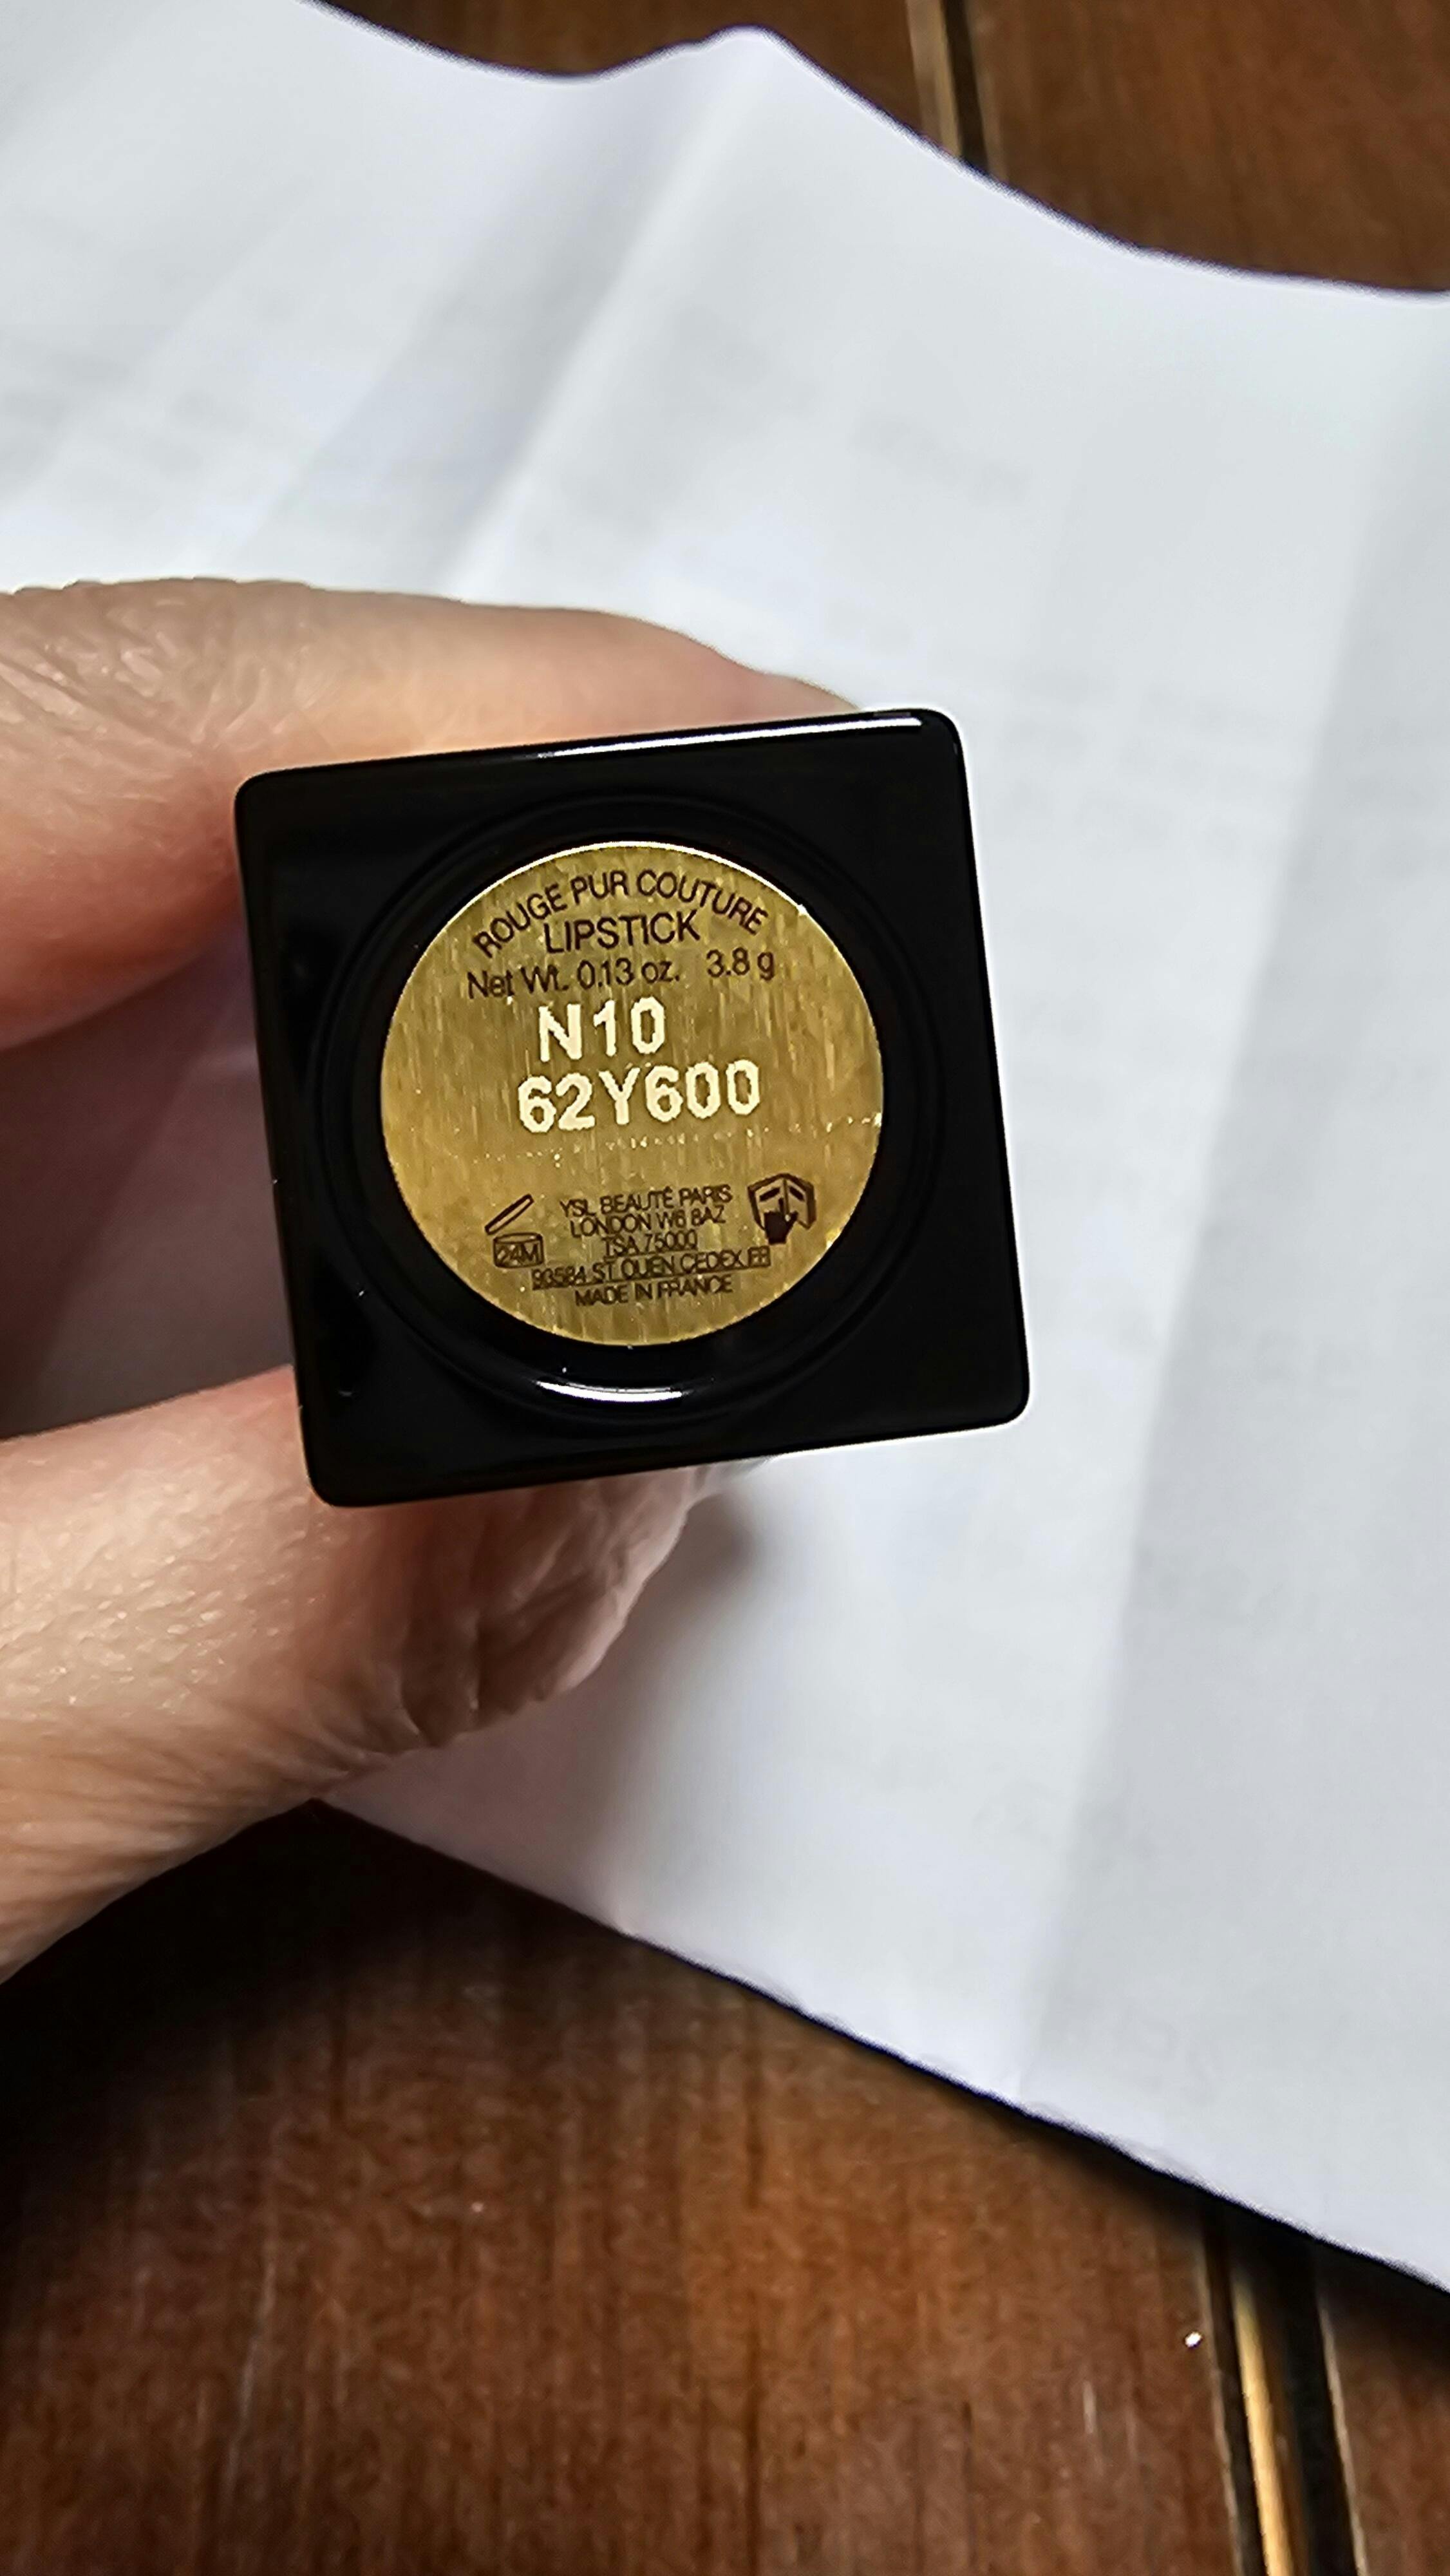 ROUGE PUR COUTURE
LIPSTICK
Net Wt. 0.13 oz. 3.8 g
N10
62Y600
24M
YSL BEAUTÉ PARIS
LONDON W6 8AZ
TSA 75000
93584 ST OUEN CEDEX FR
MADE IN FRANCE